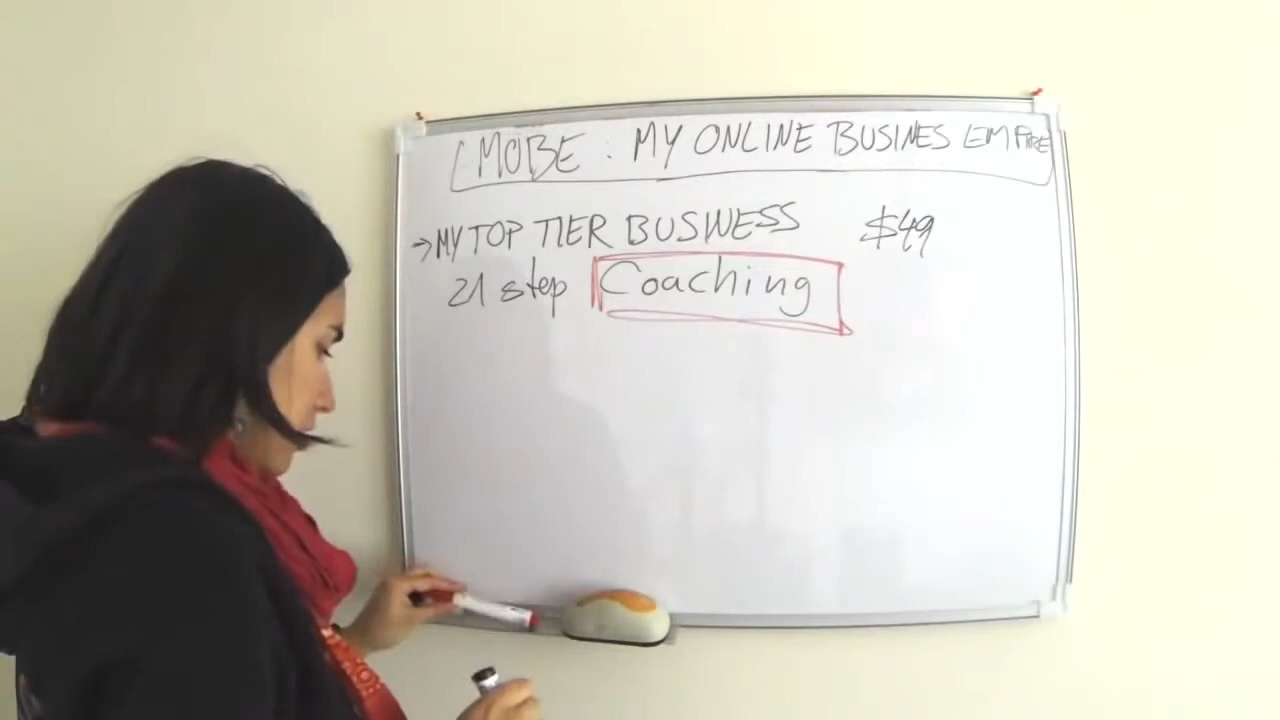 MOBE : MY ONLINE BUSINES EMPIRE
→ MY TOP TIER BUSINESS $49
21 step Coaching